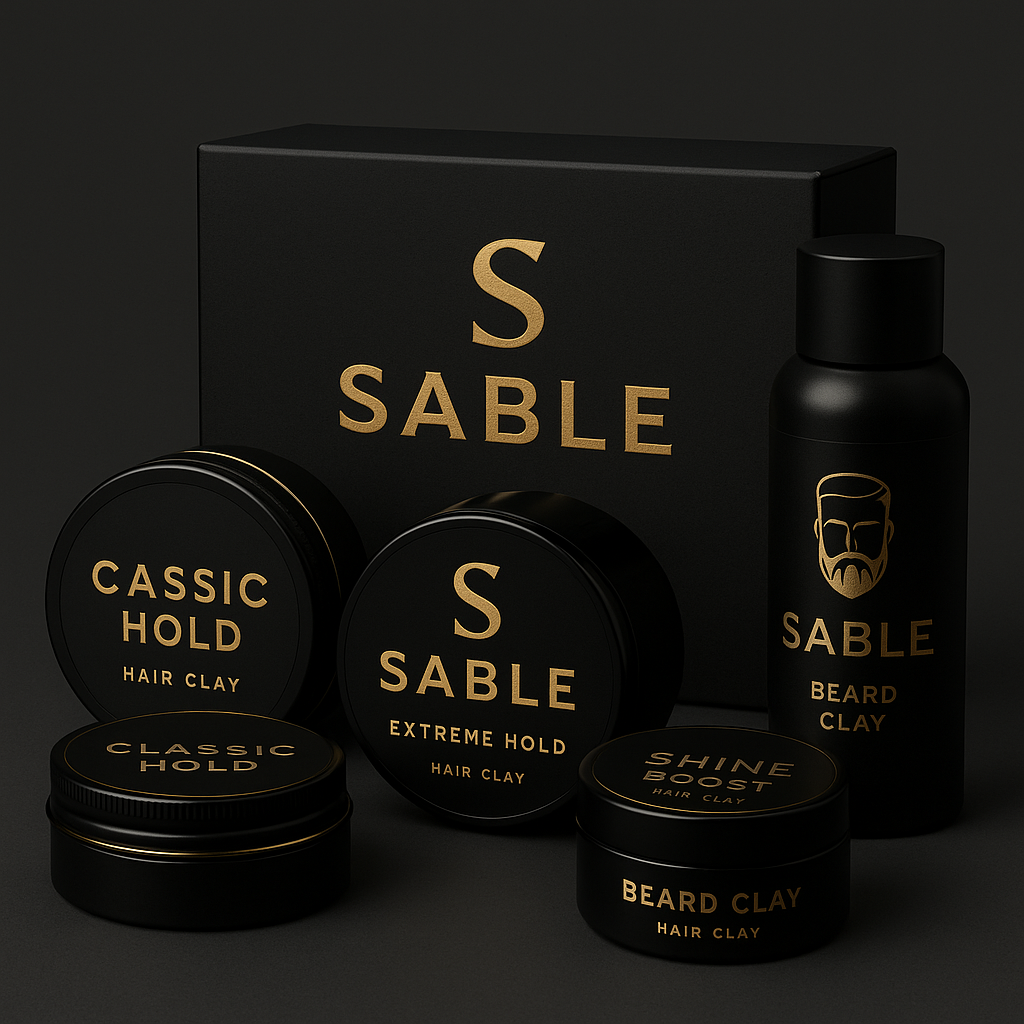 S
SABLE
CASSIC
HOLD
HAIR CLAY
S
SABLE
EXTREME HOLD
HAIR CLAY
SABLE
BEARD
CLAY
CLASSIC
HOLD
SHINE
BOOST
HAIR CLAY
BEARD CLAY
HAIR CLAY